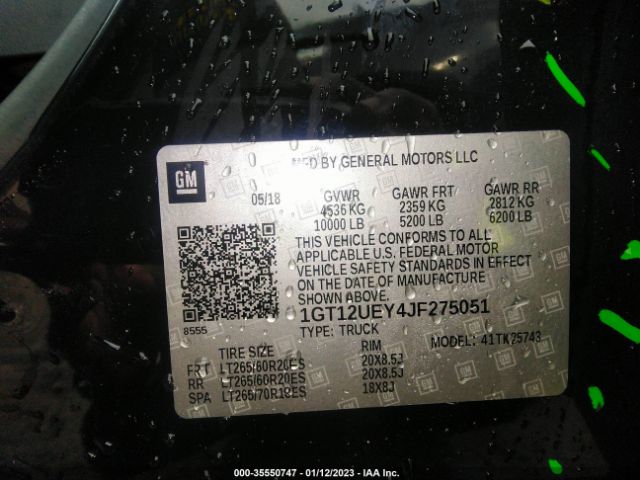 GM
MFD BY GENERAL MOTORS LLC
05/18 GVWR GAWR FRT GAWR RR
4536 KG 2359 KG 2812 KG
10000 LB 5200 LB 6200 LB
THIS VEHICLE CONFORMS TO ALL
APPLICABLE U.S. FEDERAL MOTOR
VEHICLE SAFETY STANDARDS IN EFFECT
ON THE DATE OF MANUFACTURE
SHOWN ABOVE.
8555
1GT12UEY4JF275051
TYPE: TRUCK MODEL: 41TK25743
TIRE SIZE RIM
FRT LT265/60R20ES 20X8.5J
RR LT265/60R20ES 20X8.5J
SPA LT265/70R18ES 18X8J
000-35550747 - 01/12/2023 - IAA Inc.